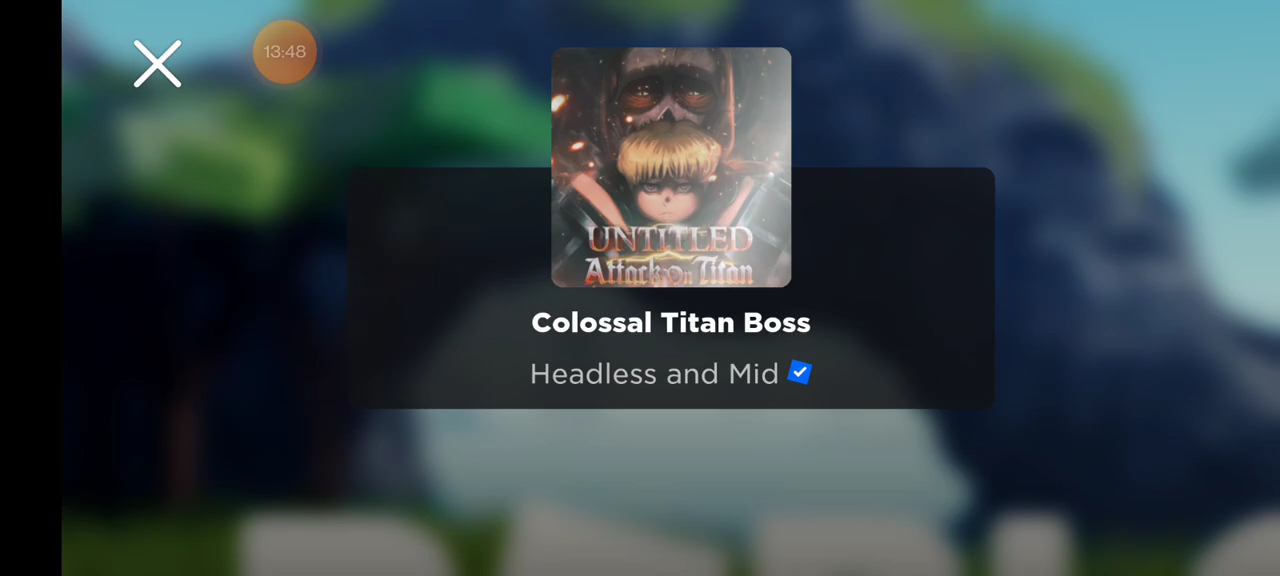 13:48
UNTITLED
Attack on Titan
Colossal Titan Boss
Headless and Mid